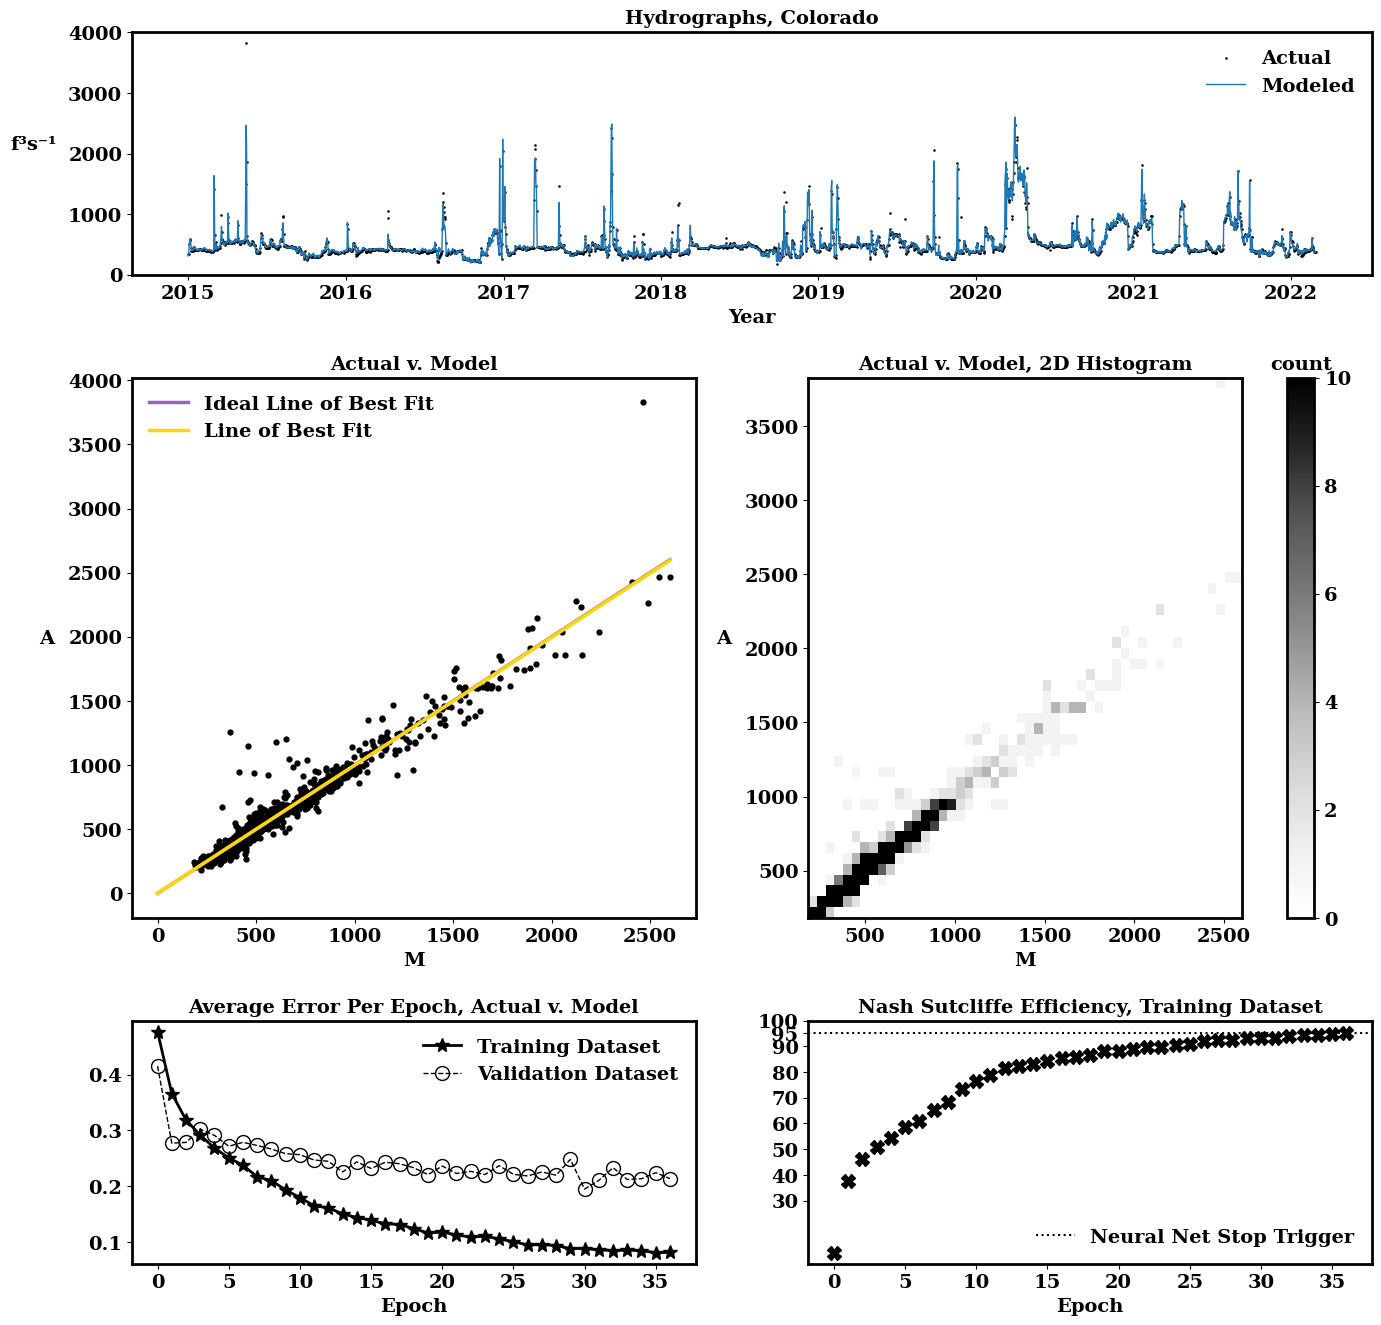 Hydrographs, Colorado
4000
3000
f³s⁻¹
2000
1000
0
Actual
Modeled
2015 2016 2017 2018 2019 2020 2021 2022
Year
Actual v. Model
4000
3500
3000
2500
A
2000
1500
1000
500
0
Ideal Line of Best Fit
Line of Best Fit
0 500 1000 1500 2000 2500
M
Actual v. Model, 2D Histogram
3500
3000
2500
A
2000
1500
1000
500
500 1000 1500 2000 2500
M
count
10
8
6
4
2
0
Average Error Per Epoch, Actual v. Model
0.4
0.3
0.2
0.1
Training Dataset
Validation Dataset
0 5 10 15 20 25 30 35
Epoch
Nash Sutcliffe Efficiency, Training Dataset
100
95
90
80
70
60
50
40
30
Neural Net Stop Trigger
0 5 10 15 20 25 30 35
Epoch